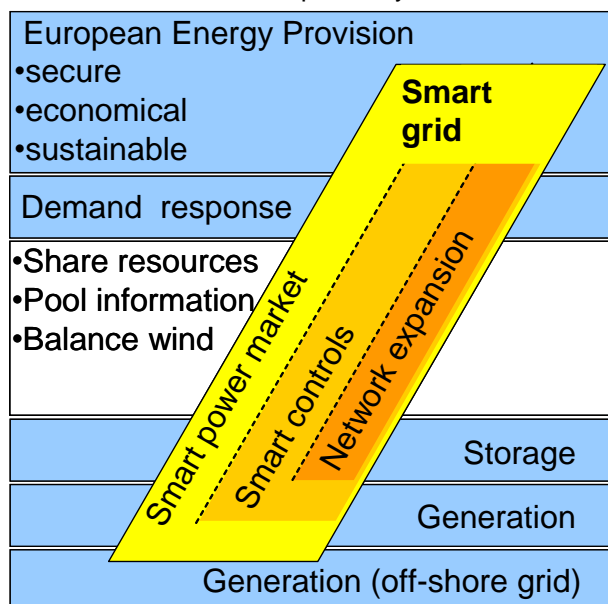 European Energy Provision
•secure
•economical
•sustainable
Smart
grid
Demand response
•Share resources
•Pool information
•Balance wind
Smart power market
Smart controls
Network expansion
Storage
Generation
Generation (off-shore grid)